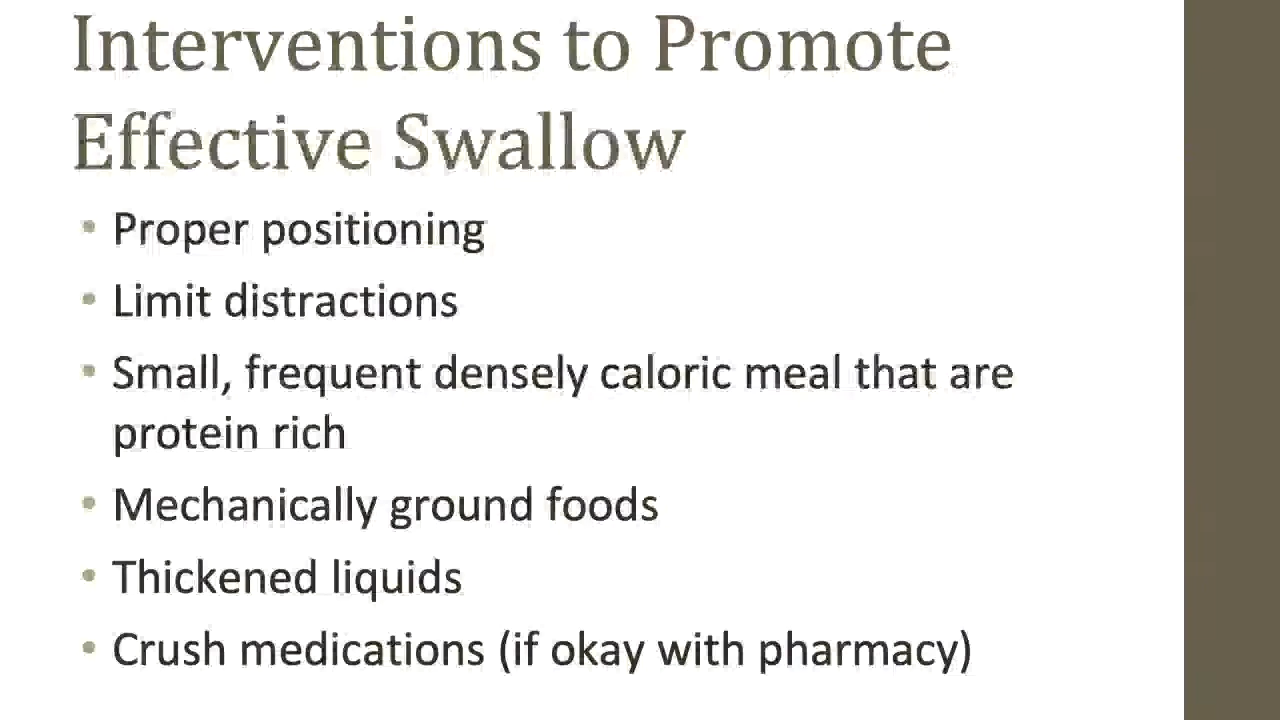 Interventions to Promote
Effective Swallow
• Proper positioning
• Limit distractions
• Small, frequent densely caloric meal that are
protein rich
• Mechanically ground foods
• Thickened liquids
• Crush medications (if okay with pharmacy)